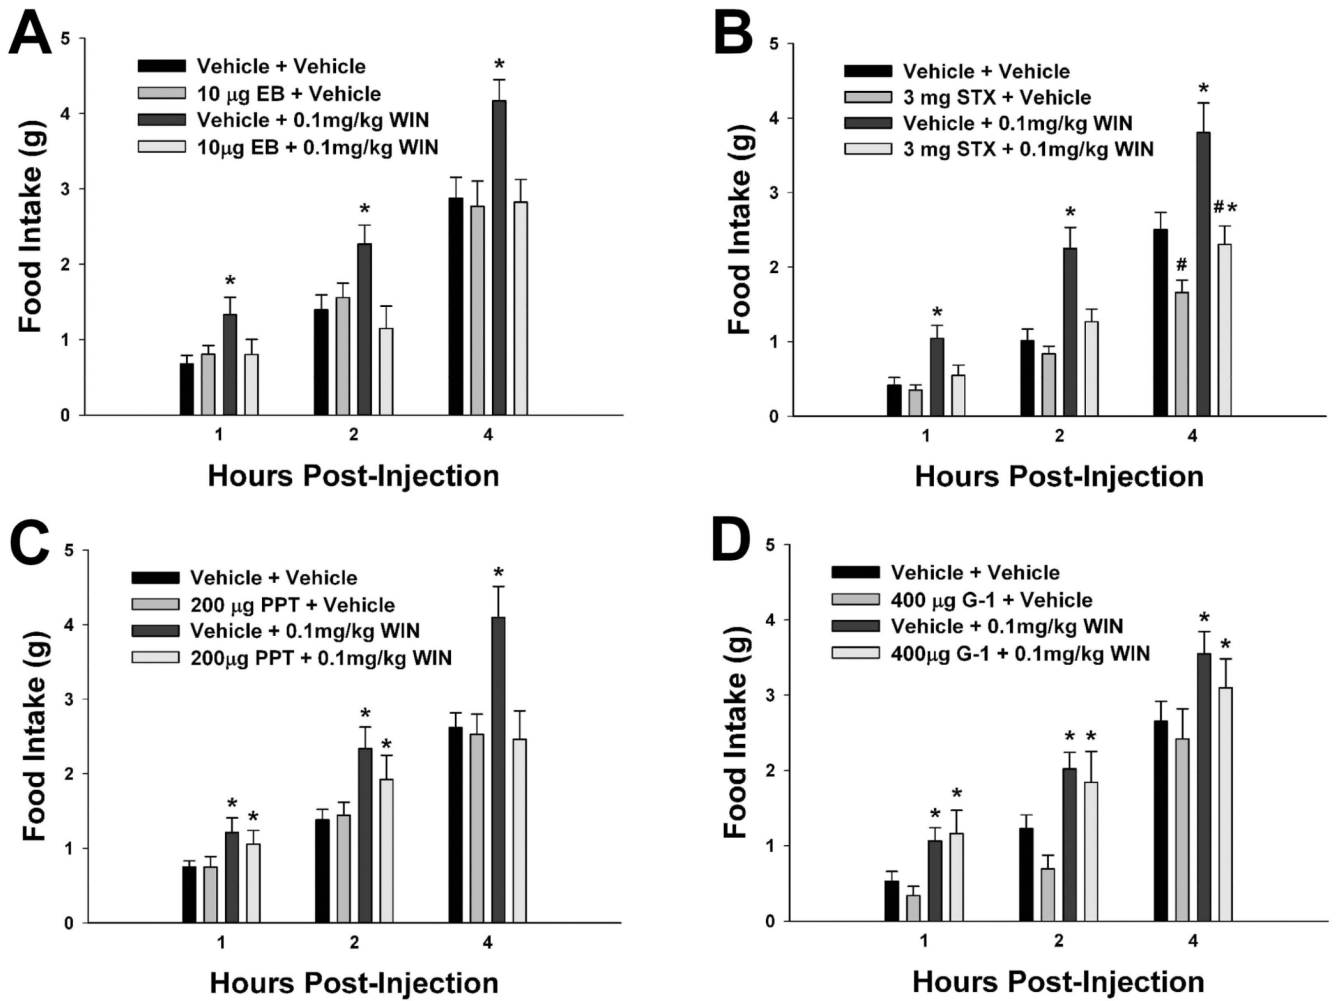 A
5
4
3
2
1
0
Food Intake (g)
Vehicle + Vehicle
10 μg EB + Vehicle
Vehicle + 0.1mg/kg WIN
10μg EB + 0.1mg/kg WIN
*
*
*
1 2 4
Hours Post-Injection
B
5
4
3
2
1
0
Food Intake (g)
Vehicle + Vehicle
3 mg STX + Vehicle
Vehicle + 0.1mg/kg WIN
3 mg STX + 0.1mg/kg WIN
*
*
#
*
#*
1 2 4
Hours Post-Injection
C
5
4
3
2
1
0
Food Intake (g)
Vehicle + Vehicle
200 μg PPT + Vehicle
Vehicle + 0.1mg/kg WIN
200μg PPT + 0.1mg/kg WIN
*
*
*
*
*
1 2 4
Hours Post-Injection
D
5
4
3
2
1
0
Food Intake (g)
Vehicle + Vehicle
400 μg G-1 + Vehicle
Vehicle + 0.1mg/kg WIN
400μg G-1 + 0.1mg/kg WIN
*
*
*
*
*
*
1 2 4
Hours Post-Injection